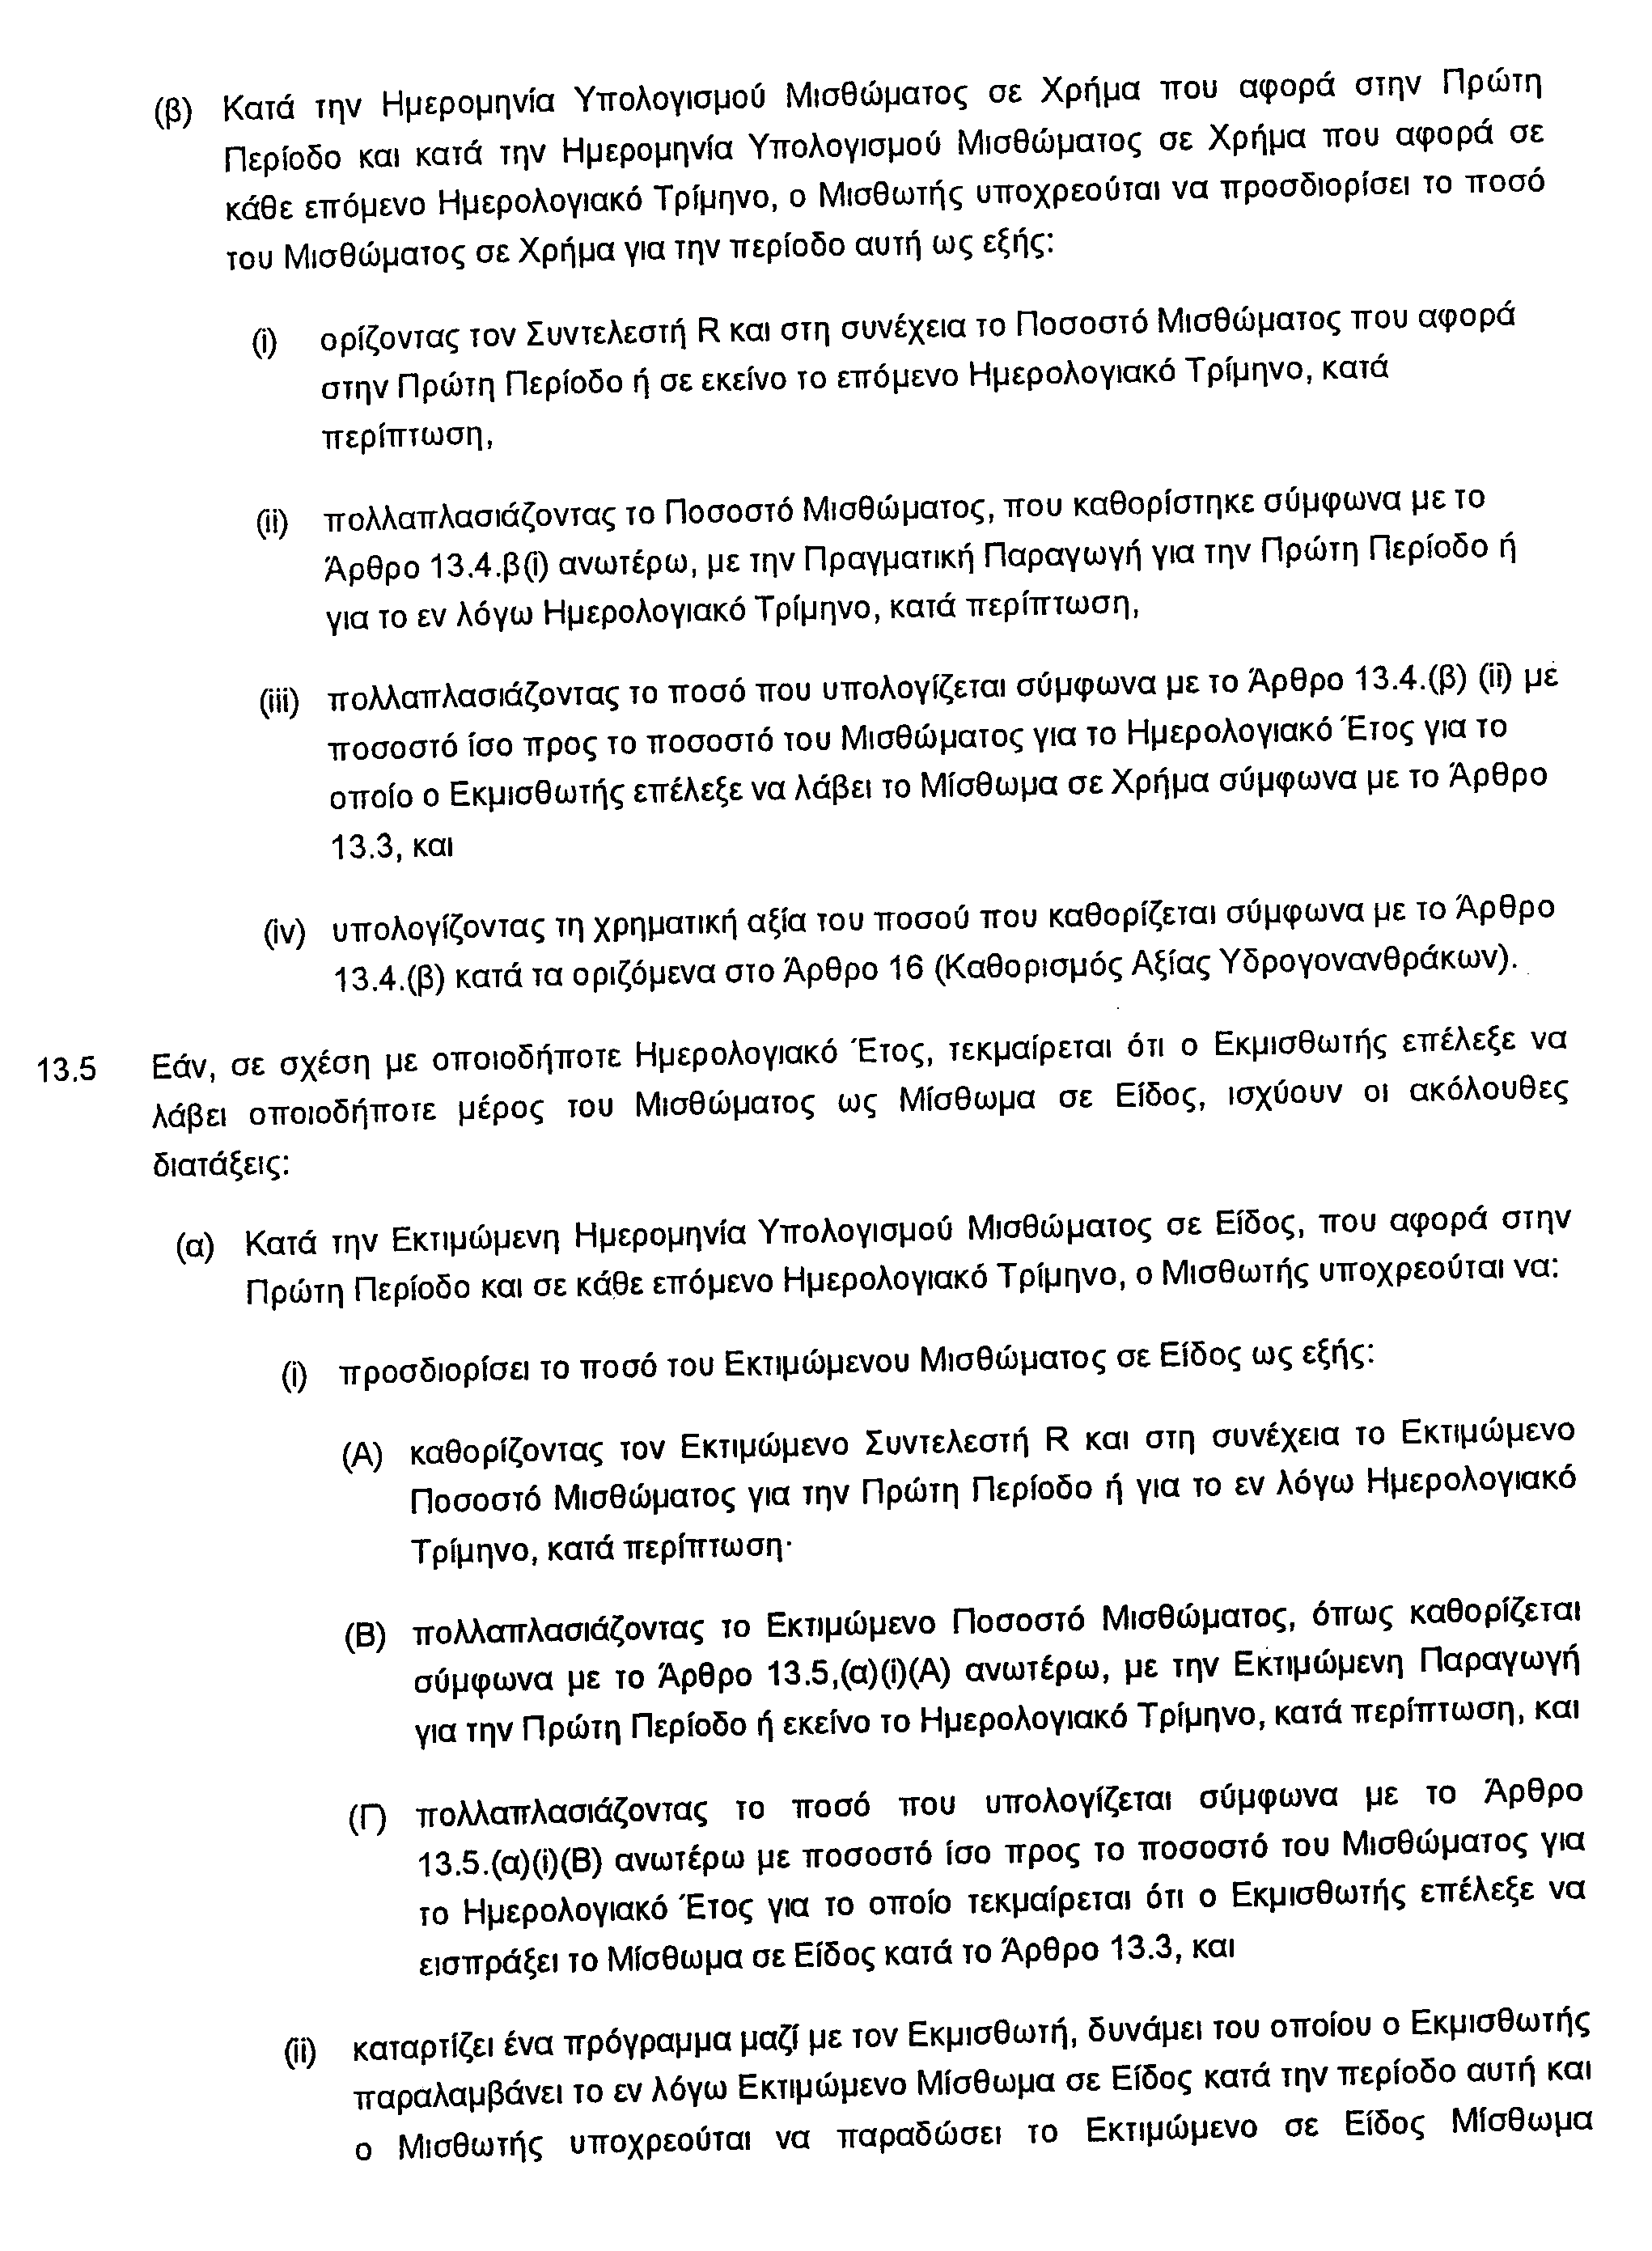 (β) Κατά την Ημερομηνία Υπολογισμού Μισθώματος σε Χρήμα που αφορά στην Πρώτη
Περίοδο και κατά την Ημερομηνία Υπολογισμού Μισθώματος σε Χρήμα που αφορά σε
κάθε επόμενο Ημερολογιακό Τρίμηνο, ο Μισθωτής υποχρεούται να προσδιορίσει το ποσό
του Μισθώματος σε Χρήμα για την περίοδο αυτή ως εξής:
(i) ορίζοντας τον Συντελεστή R και στη συνέχεια το Ποσοστό Μισθώματος που αφορά
στην Πρώτη Περίοδο ή σε εκείνο το επόμενο Ημερολογιακό Τρίμηνο, κατά
περίπτωση,
(ii) πολλαπλασιάζοντας το Ποσοστό Μισθώματος, που καθορίστηκε σύμφωνα με το
Άρθρο 13.4.β(i) ανωτέρω, με την Πραγματική Παραγωγή για την Πρώτη Περίοδο ή
για το εν λόγω Ημερολογιακό Τρίμηνο, κατά περίπτωση,
(iii) πολλαπλασιάζοντας το ποσό που υπολογίζεται σύμφωνα με το Άρθρο 13.4.(β) (ii) με
ποσοστό ίσο προς το ποσοστό του Μισθώματος για το Ημερολογιακό Έτος για το
οποίο ο Εκμισθωτής επέλεξε να λάβει το Μίσθωμα σε Χρήμα σύμφωνα με το Άρθρο
13.3, και
(iv) υπολογίζοντας τη χρηματική αξία του ποσού που καθορίζεται σύμφωνα με το Άρθρο
13.4.(β) κατά τα οριζόμενα στο Άρθρο 16 (Καθορισμός Αξίας Υδρογονανθράκων).
13.5 Εάν, σε σχέση με οποιοδήποτε Ημερολογιακό Έτος, τεκμαίρεται ότι ο Εκμισθωτής επέλεξε να
λάβει οποιοδήποτε μέρος του Μισθώματος ως Μίσθωμα σε Είδος, ισχύουν οι ακόλουθες
διατάξεις:
(α) Κατά την Εκτιμώμενη Ημερομηνία Υπολογισμού Μισθώματος σε Είδος, που αφορά στην
Πρώτη Περίοδο και σε κάθε επόμενο Ημερολογιακό Τρίμηνο, ο Μισθωτής υποχρεούται να:
(i) προσδιορίσει το ποσό του Εκτιμώμενου Μισθώματος σε Είδος ως εξής:
(Α) καθορίζοντας τον Εκτιμώμενο Συντελεστή R και στη συνέχεια το Εκτιμώμενο
Ποσοστό Μισθώματος για την Πρώτη Περίοδο ή για το εν λόγω Ημερολογιακό
Τρίμηνο, κατά περίπτωση·
(Β) πολλαπλασιάζοντας το Εκτιμώμενο Ποσοστό Μισθώματος, όπως καθορίζεται
σύμφωνα με το Άρθρο 13.5,(α)(i)(Α) ανωτέρω, με την Εκτιμώμενη Παραγωγή
για την Πρώτη Περίοδο ή εκείνο το Ημερολογιακό Τρίμηνο, κατά περίπτωση, και
(Γ) πολλαπλασιάζοντας το ποσό που υπολογίζεται σύμφωνα με το Άρθρο
13.5.(α)(i)(Β) ανωτέρω με ποσοστό ίσο προς το ποσοστό του Μισθώματος για
το Ημερολογιακό Έτος για το οποίο τεκμαίρεται ότι ο Εκμισθωτής επέλεξε να
εισπράξει το Μίσθωμα σε Είδος κατά το Άρθρο 13.3, και
(ii) καταρτίζει ένα πρόγραμμα μαζί με τον Εκμισθωτή, δυνάμει του οποίου ο Εκμισθωτής
παραλαμβάνει το εν λόγω Εκτιμώμενο Μίσθωμα σε Είδος κατά την περίοδο αυτή και
ο Μισθωτής υποχρεούται να παραδώσει το Εκτιμώμενο σε Είδος Μίσθωμα